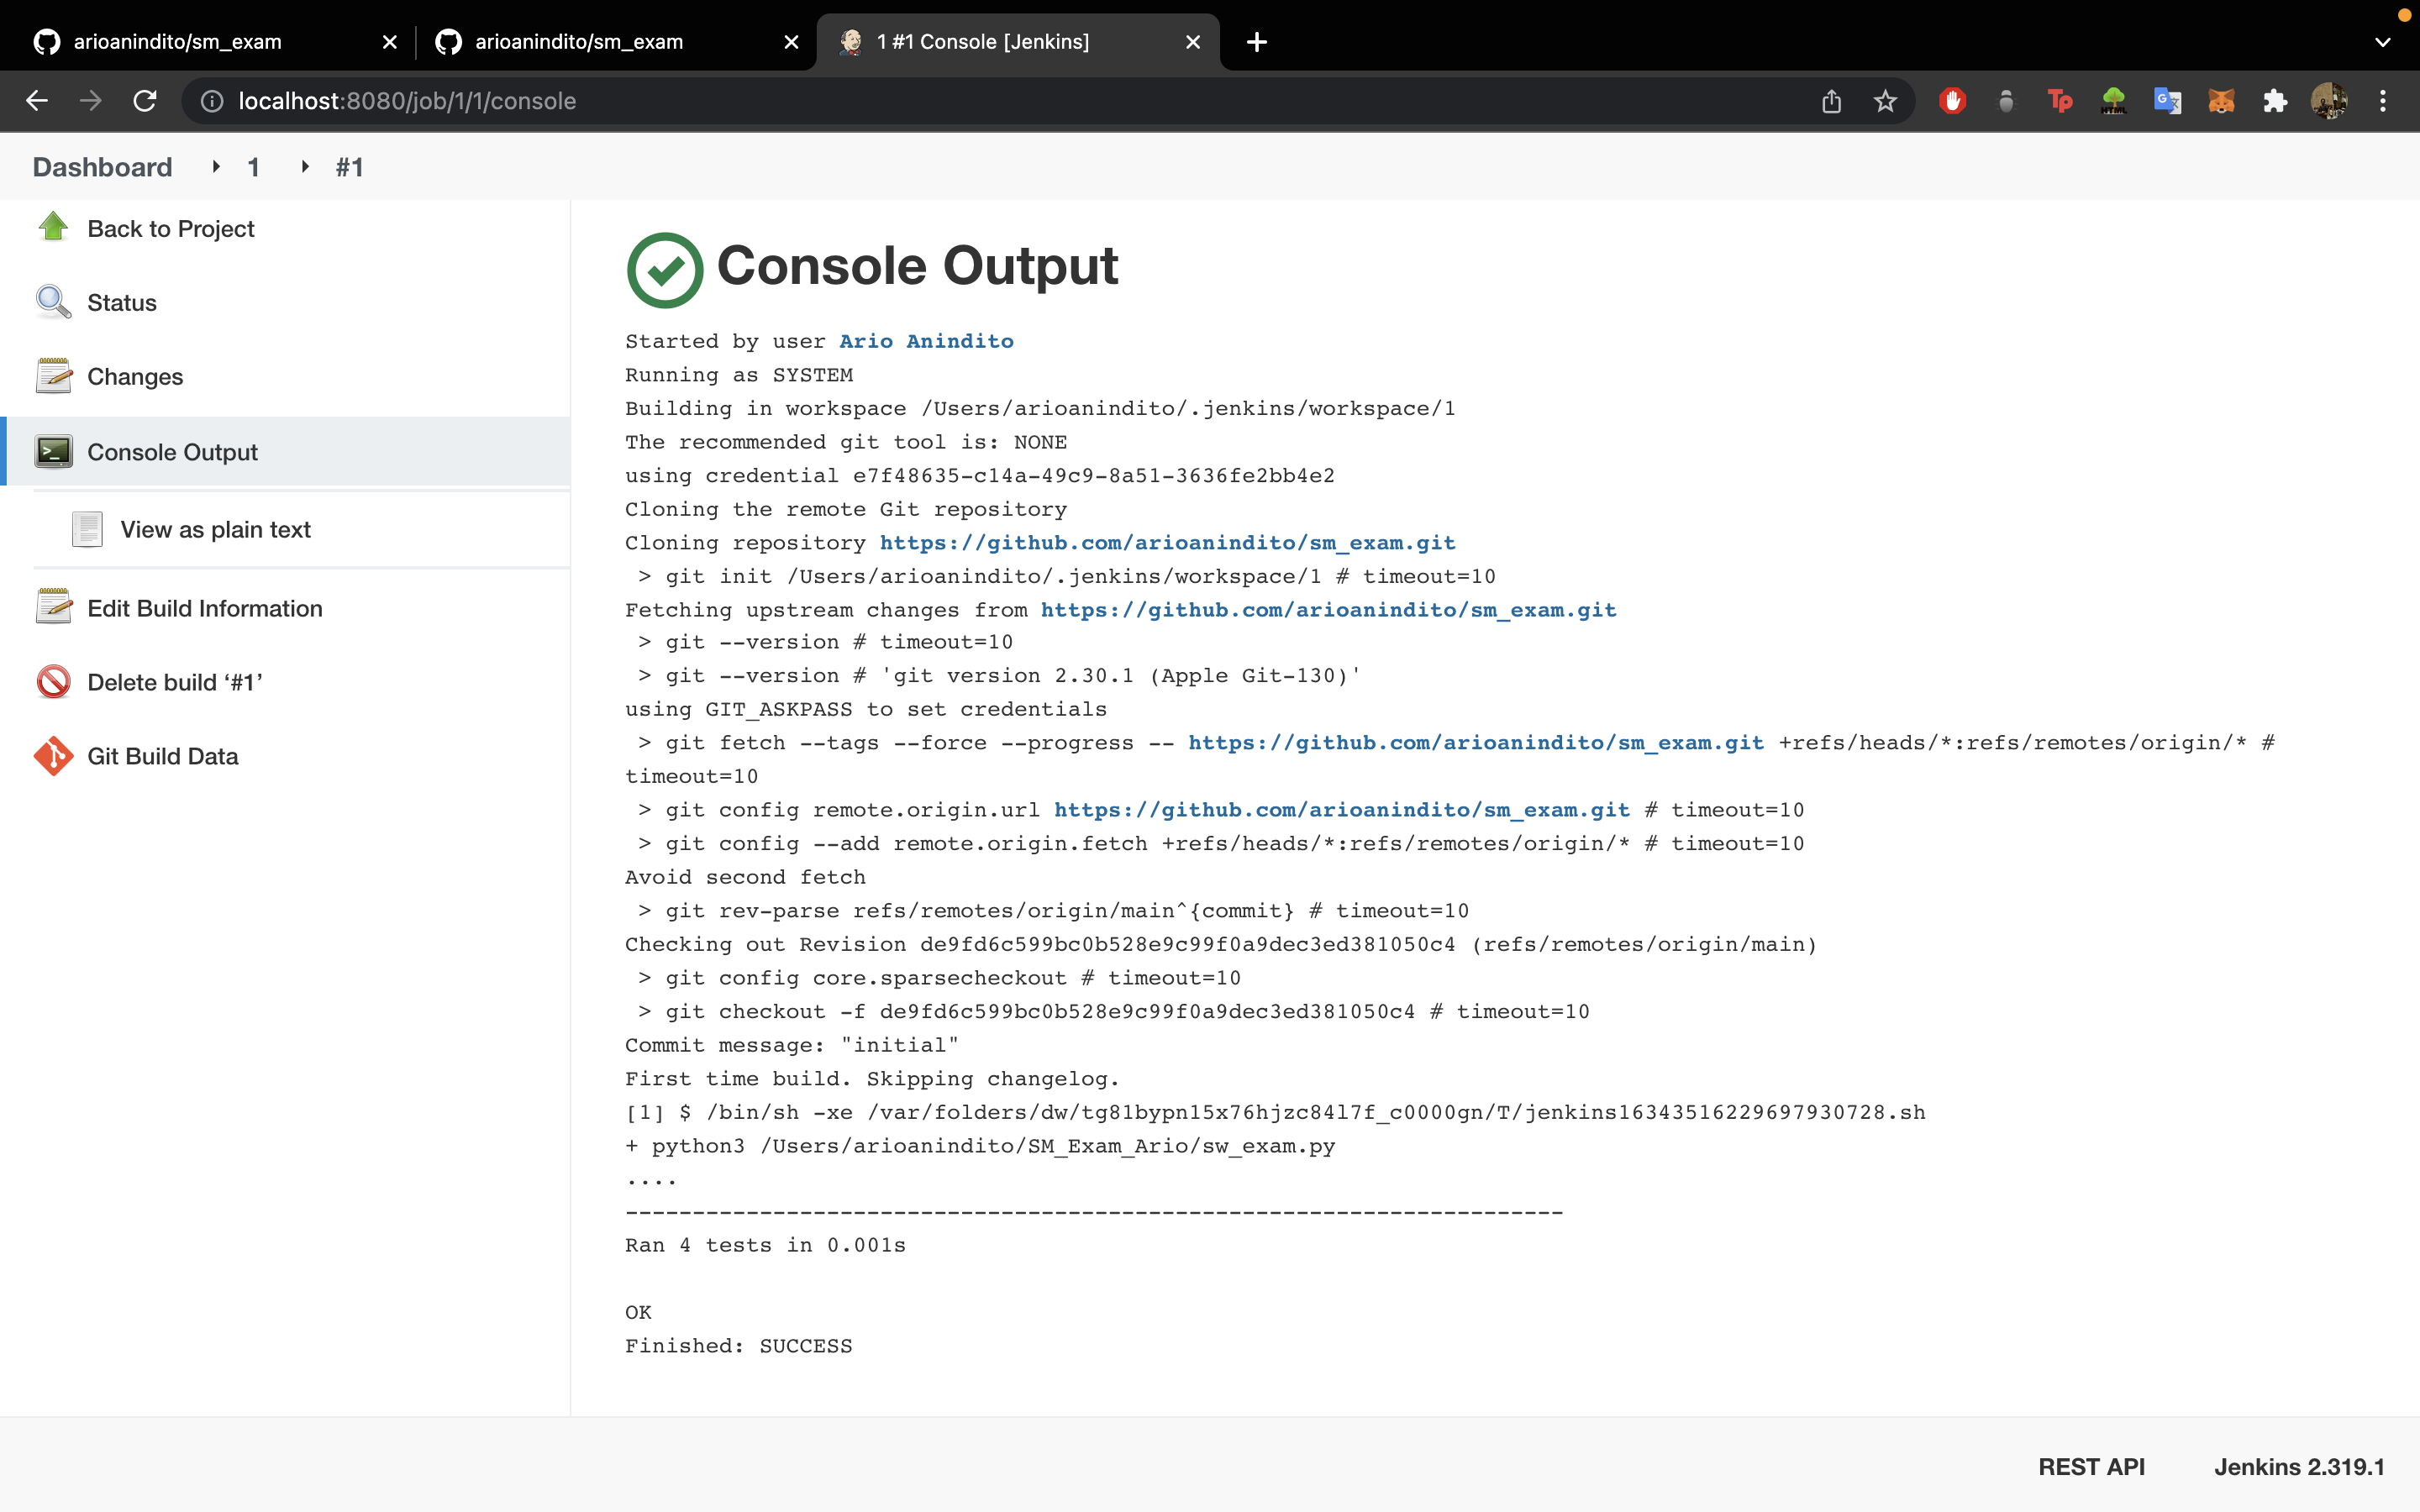 arioanindito/sm_exam
arioanindito/sm_exam
1 #1 Console [Jenkins]
localhost:8080/job/1/1/console
Dashboard 1 #1
Back to Project
Status
Changes
Console Output
View as plain text
Edit Build Information
Delete build ‘#1’
Git Build Data
Console Output
Started by user Ario Anindito
Running as SYSTEM
Building in workspace /Users/arioanindito/.jenkins/workspace/1
The recommended git tool is: NONE
using credential e7f48635-c14a-49c9-8a51-3636fe2bb4e2
Cloning the remote Git repository
Cloning repository https://github.com/arioanindito/sm_exam.git
> git init /Users/arioanindito/.jenkins/workspace/1 # timeout=10
Fetching upstream changes from https://github.com/arioanindito/sm_exam.git
> git --version # timeout=10
> git --version # 'git version 2.30.1 (Apple Git-130)'
using GIT_ASKPASS to set credentials
> git fetch --tags --force --progress -- https://github.com/arioanindito/sm_exam.git +refs/heads/*:refs/remotes/origin/* #
timeout=10
> git config remote.origin.url https://github.com/arioanindito/sm_exam.git # timeout=10
> git config --add remote.origin.fetch +refs/heads/*:refs/remotes/origin/* # timeout=10
Avoid second fetch
> git rev-parse refs/remotes/origin/main^{commit} # timeout=10
Checking out Revision de9fd6c599bc0b528e9c99f0a9dec3ed381050c4 (refs/remotes/origin/main)
> git config core.sparsecheckout # timeout=10
> git checkout -f de9fd6c599bc0b528e9c99f0a9dec3ed381050c4 # timeout=10
Commit message: "initial"
First time build. Skipping changelog.
[1] $ /bin/sh -xe /var/folders/dw/tg81bypn15x76hjzc84l7f_c0000gn/T/jenkins16343516229697930728.sh
+ python3 /Users/arioanindito/SM_Exam_Ario/sw_exam.py
....
----------------------------------------------------------------------
Ran 4 tests in 0.001s
OK
Finished: SUCCESS
REST API Jenkins 2.319.1